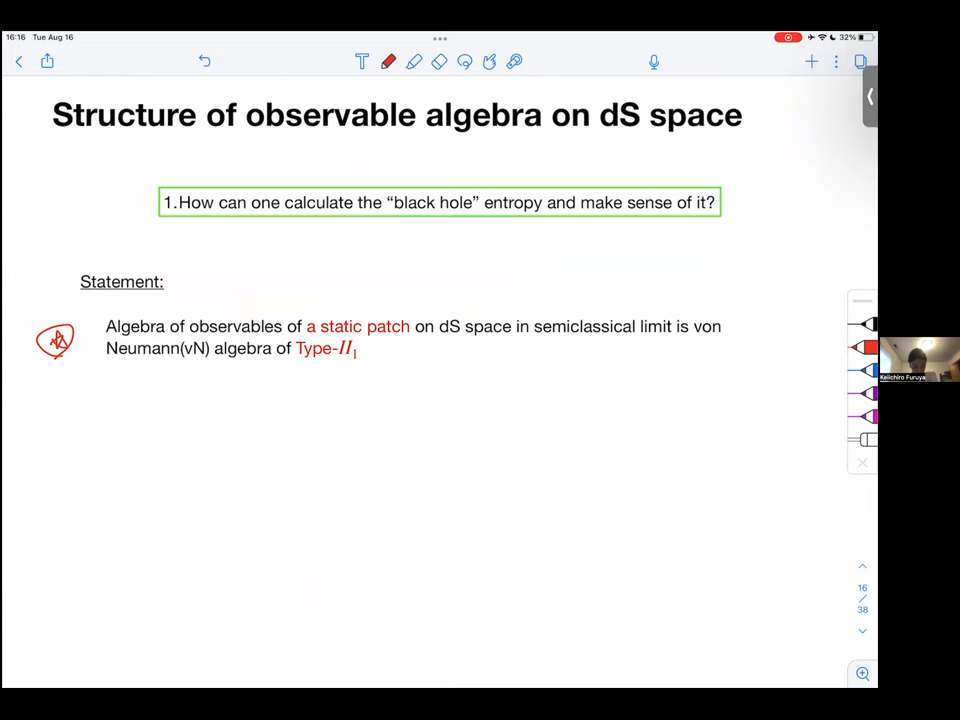 16:16 Tue Aug 16
32%
T
Structure of observable algebra on dS space
1.How can one calculate the “black hole” entropy and make sense of it?
Statement:
Algebra of observables of a static patch on dS space in semiclassical limit is von
Neumann(vN) algebra of Type-II₁
Keiichiro Furuya
16
/
38